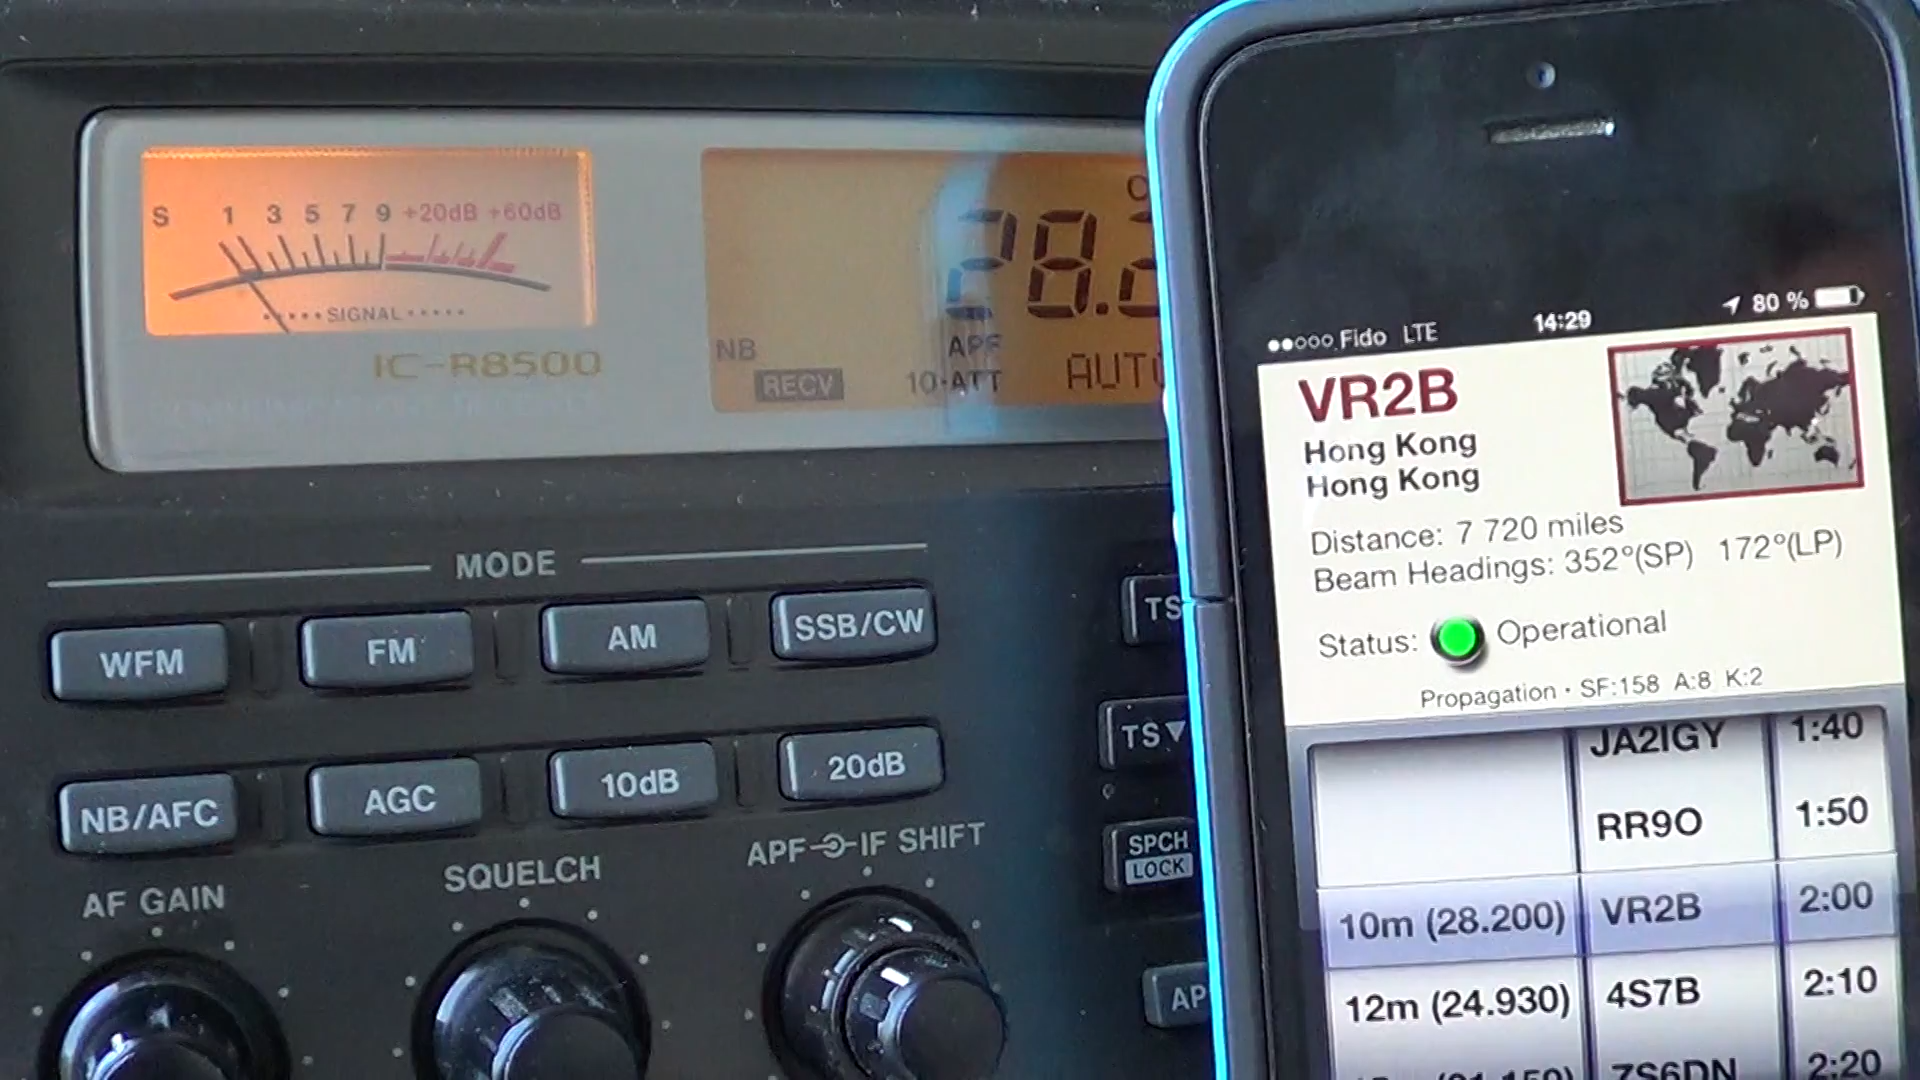 S 1 3 5 7 9 +20dB +60dB
SIGNAL
IC-R8500
28.2
NB
APF
RECV
10-ATT
AUTO
MODE
WFM
FM
AM
SSB/CW
NB/AFC
AGC
10dB
20dB
AF GAIN
SQUELCH
APF
IF SHIFT
TS
TS▼
SPCH
LOCK
AP
Fido LTE
14:29
80 %
VR2B
Hong Kong
Hong Kong
Distance: 7 720 miles
Beam Headings: 352°(SP) 172°(LP)
Status: Operational
Propagation • SF:158 A:8 K:2
JA2IGY 1:40
RR9O 1:50
10m (28.200) VR2B 2:00
12m (24.930) 4S7B 2:10
ZS6DN 2:20